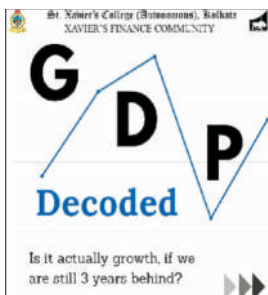 St. Xavier's College (Autonomous), Kolkata
XAVIER'S FINANCE COMMUNITY
G
D
P
Decoded
Is it actually growth, if we
are still 3 years behind?